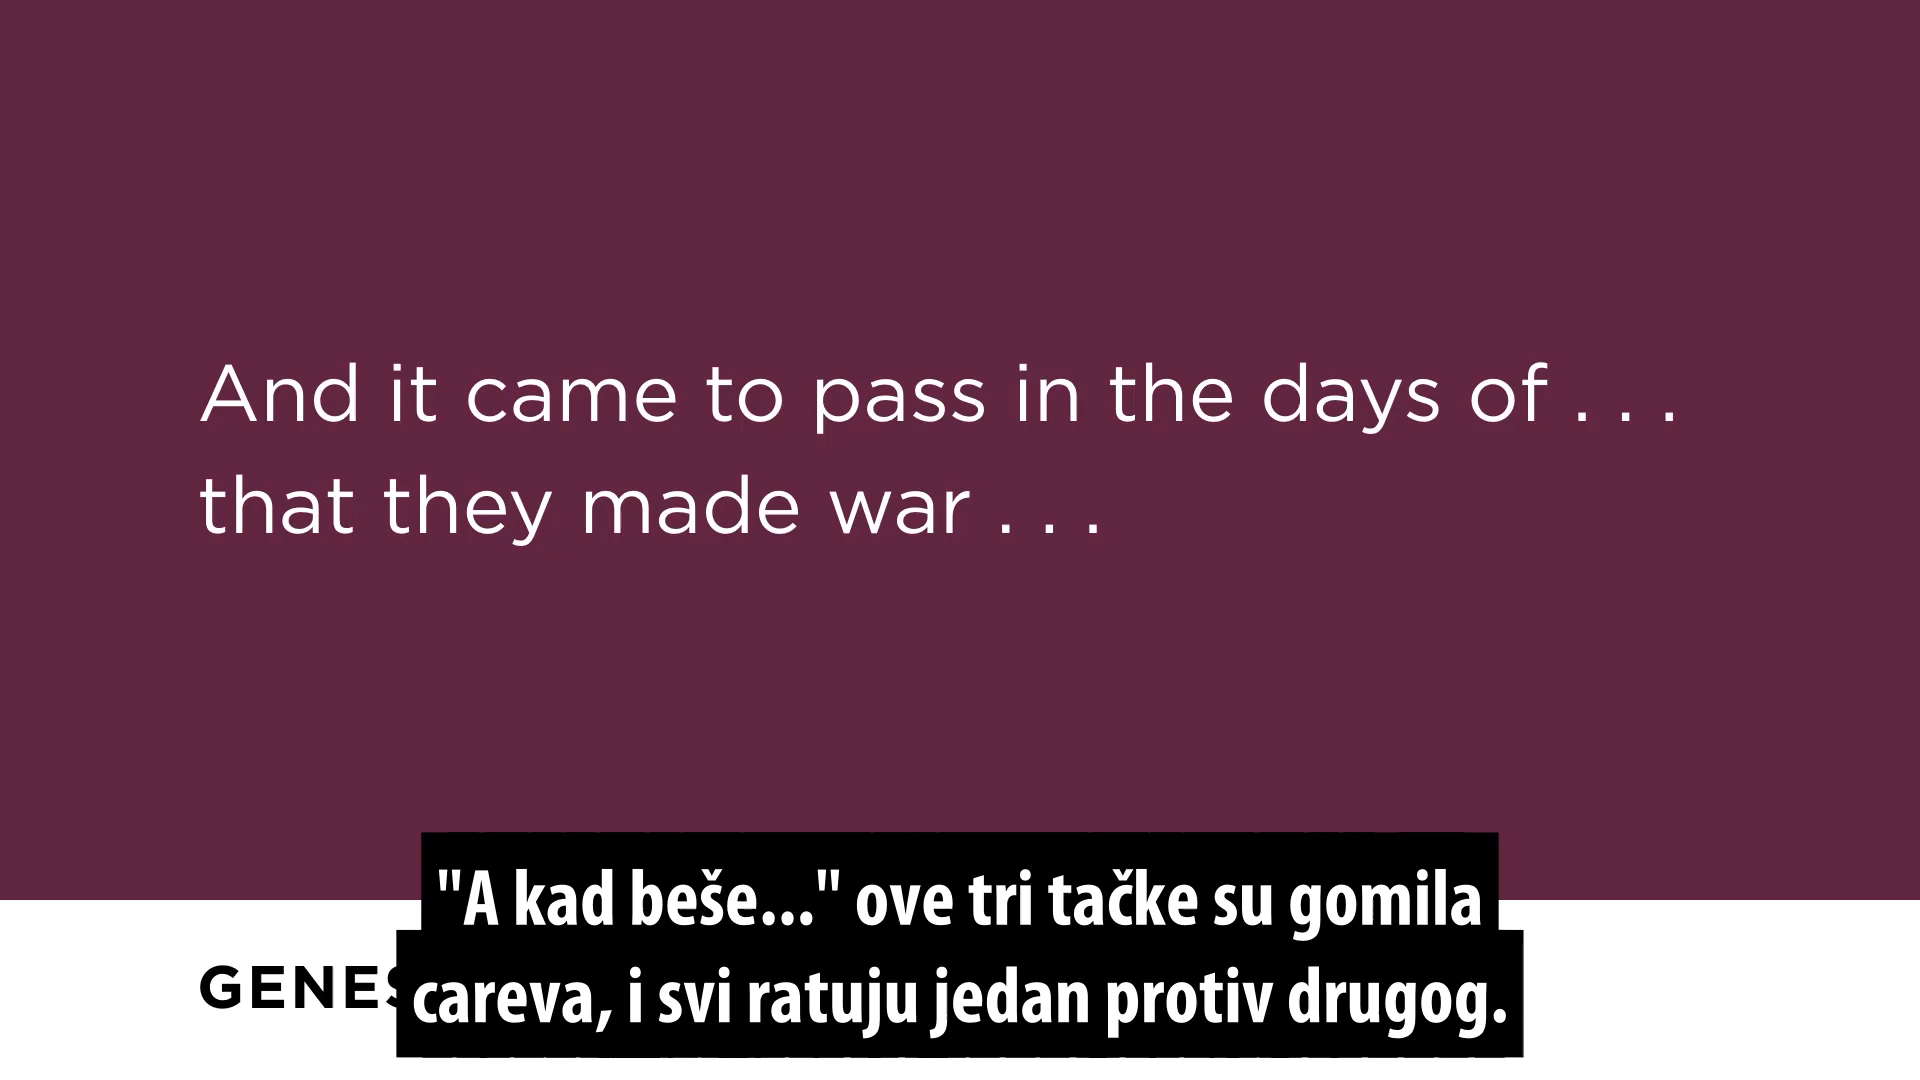 And it came to pass in the days of . . .
that they made war . . .
"A kad beše..." ove tri tačke su gomila
careva, i svi ratuju jedan protiv drugog.